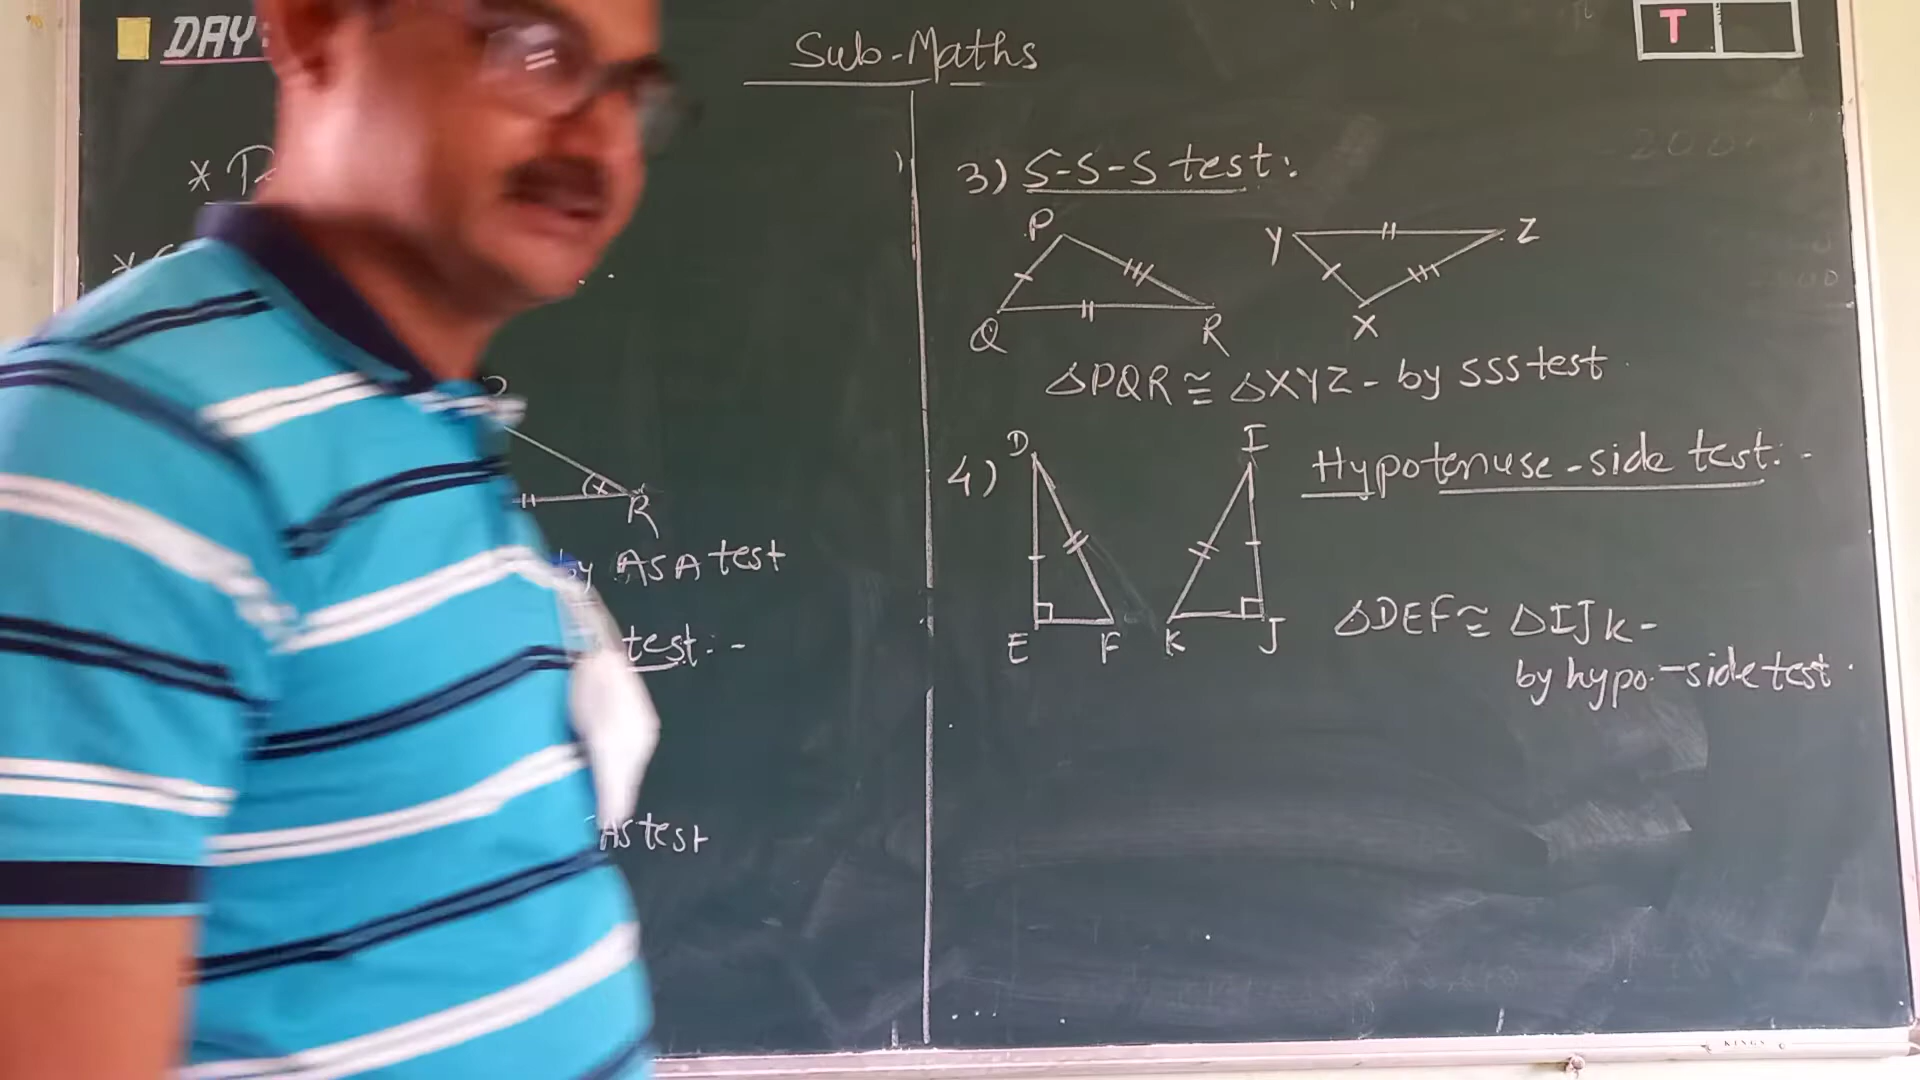 DAY:
Sub-Maths
T
*
*
R
by ASA test
test:-
AS test
3) S-S-S test:
P
Q
R
Y
Z
X
△PQR ≅ △XYZ - by SSS test
4)
D
E
F
I
K
J
Hypotenuse-side test:-
△DEF ≅ △IJK-
by hypo.-side test.
KINGS